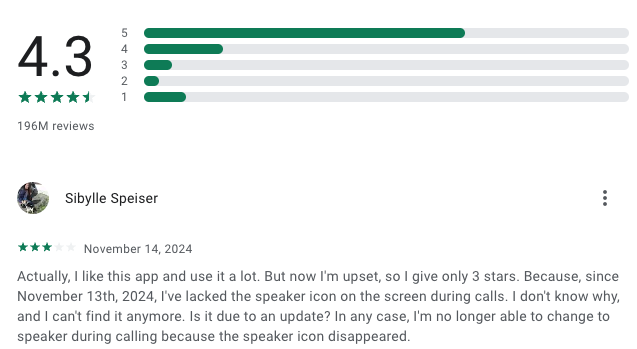 4.3
5
4
3
2
1
196M reviews
Sibylle Speiser
November 14, 2024
Actually, I like this app and use it a lot. But now I'm upset, so I give only 3 stars. Because, since
November 13th, 2024, I've lacked the speaker icon on the screen during calls. I don't know why,
and I can't find it anymore. Is it due to an update? In any case, I'm no longer able to change to
speaker during calling because the speaker icon disappeared.